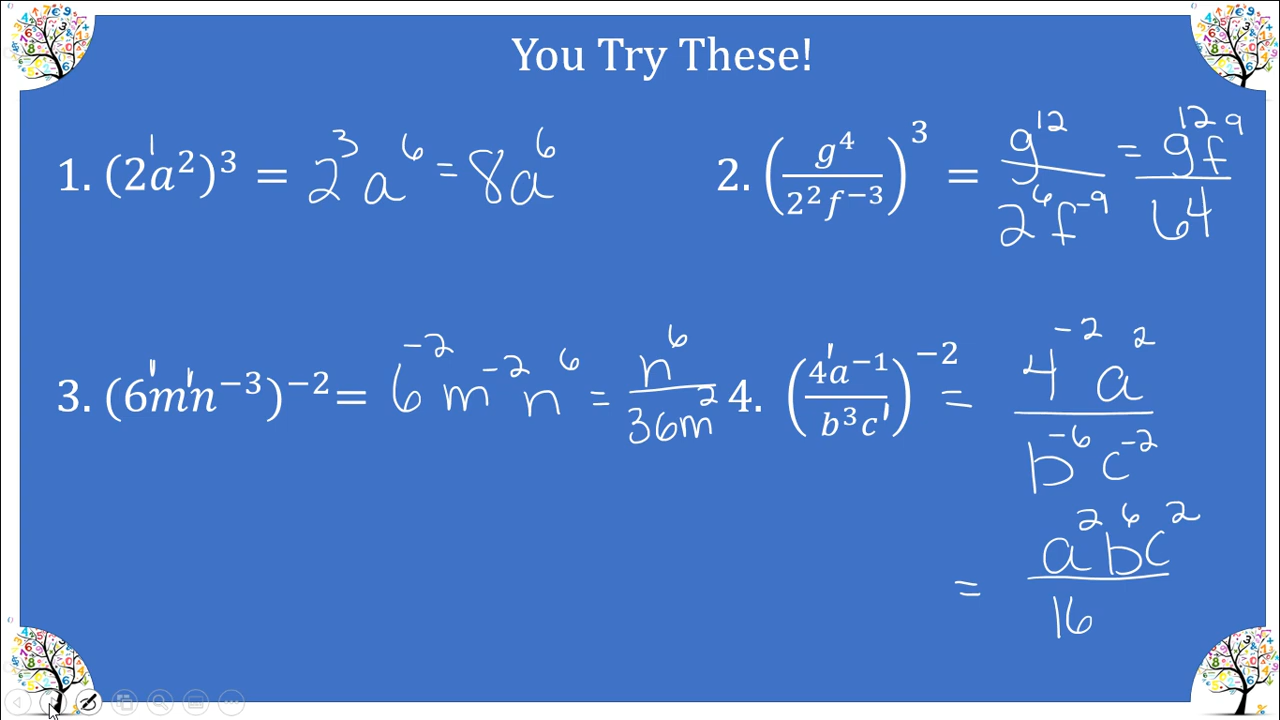 You Try These!
1. (2¹a²)³ = 2³a⁶ = 8a⁶
2. (g⁴/(2²f⁻³))³ = g¹²/(2⁶f⁻⁹) = g¹²f⁹/64
3. (6¹m¹n⁻³)⁻² = 6⁻²m⁻²n⁶ = n⁶/(36m²)
4. (4¹a⁻¹/(b³c¹))⁻² = 4⁻²a²/(b⁻⁶c⁻²)
= a²b⁶c²/16